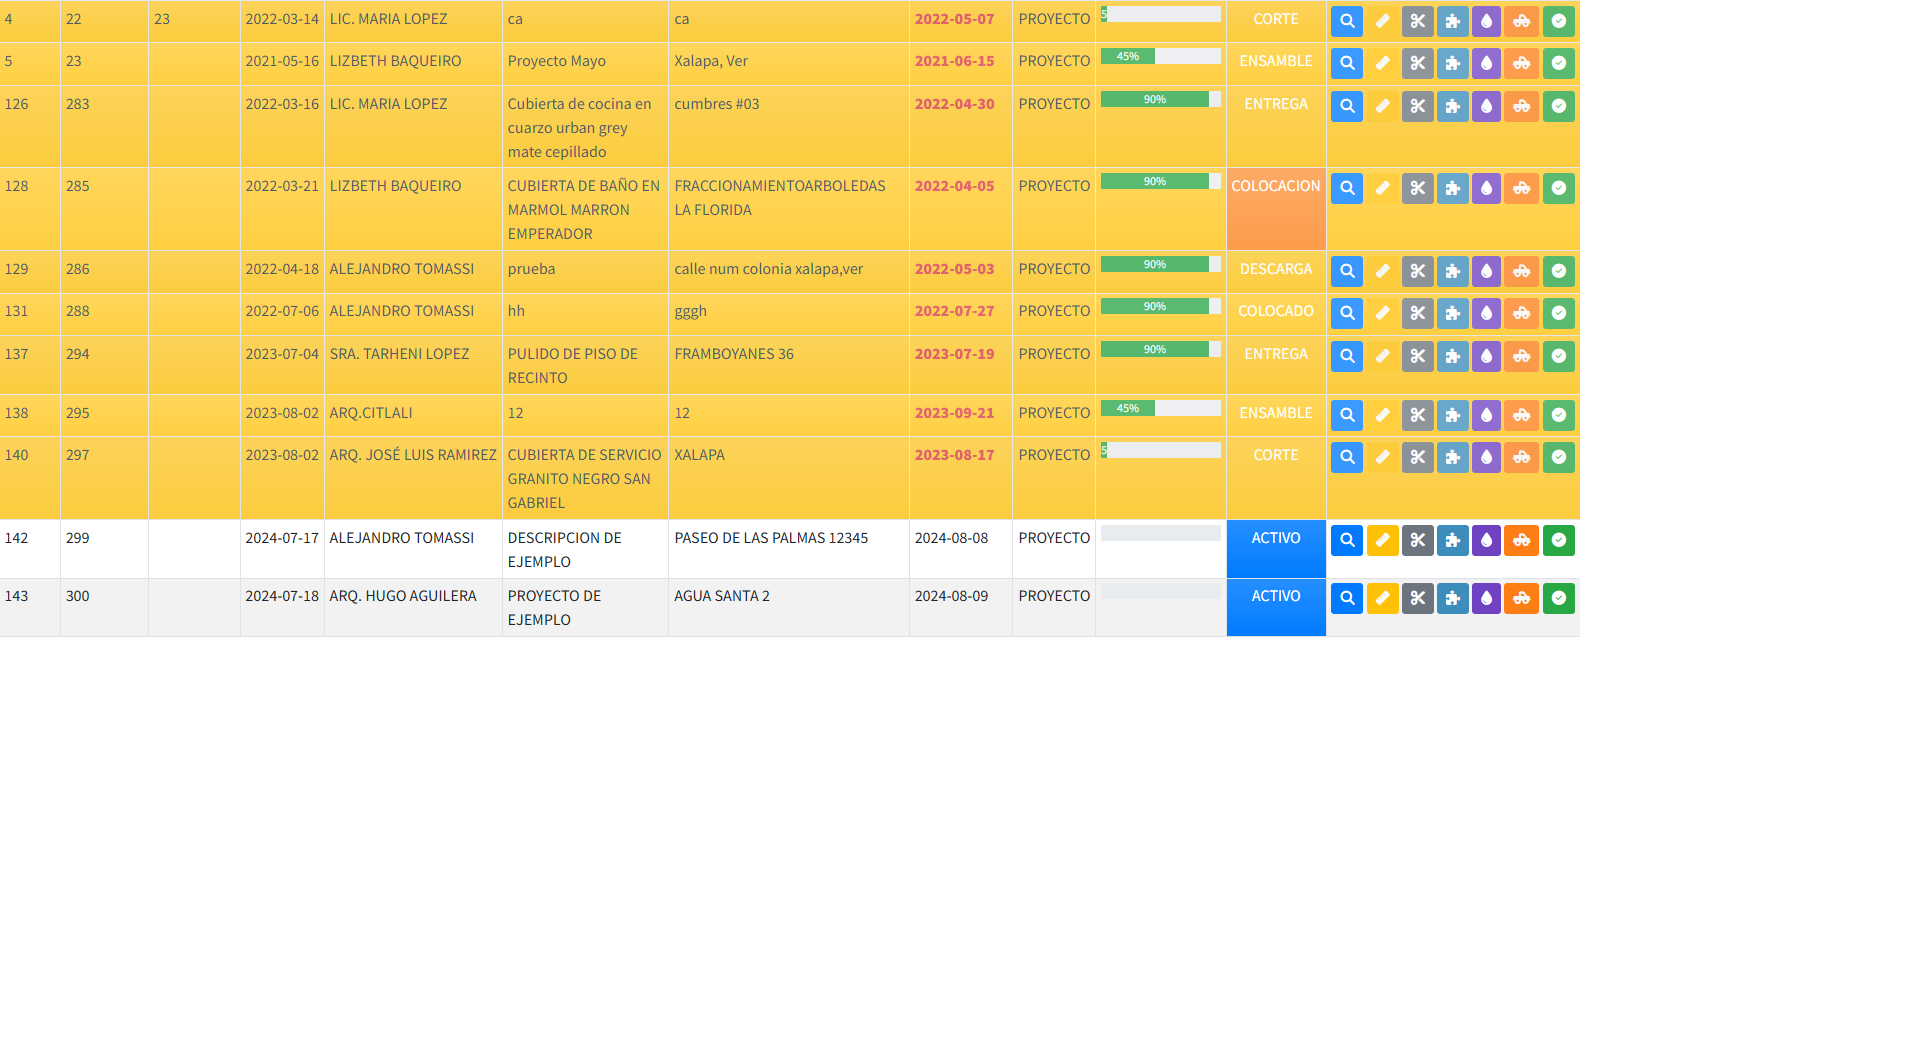 4 22 23 2022-03-14 LIC. MARIA LOPEZ ca ca 2022-05-07 PROYECTO 5 CORTE
5 23 2021-05-16 LIZBETH BAQUEIRO Proyecto Mayo Xalapa, Ver 2021-06-15 PROYECTO 45% ENSAMBLE
126 283 2022-03-16 LIC. MARIA LOPEZ Cubierta de cocina en cumbres #03 2022-04-30 PROYECTO 90% ENTREGA
cuarzo urban grey
mate cepillado
128 285 2022-03-21 LIZBETH BAQUEIRO CUBIERTA DE BAÑO EN FRACCIONAMIENTOARBOLEDAS 2022-04-05 PROYECTO 90% COLOCACION
MARMOL MARRON LA FLORIDA
EMPERADOR
129 286 2022-04-18 ALEJANDRO TOMASSI prueba calle num colonia xalapa,ver 2022-05-03 PROYECTO 90% DESCARGA
131 288 2022-07-06 ALEJANDRO TOMASSI hh gggh 2022-07-27 PROYECTO 90% COLOCADO
137 294 2023-07-04 SRA. TARHENI LOPEZ PULIDO DE PISO DE FRAMBOYANES 36 2023-07-19 PROYECTO 90% ENTREGA
RECINTO
138 295 2023-08-02 ARQ.CITLALI 12 12 2023-09-21 PROYECTO 45% ENSAMBLE
140 297 2023-08-02 ARQ. JOSÉ LUIS RAMIREZ CUBIERTA DE SERVICIO XALAPA 2023-08-17 PROYECTO 5 CORTE
GRANITO NEGRO SAN
GABRIEL
142 299 2024-07-17 ALEJANDRO TOMASSI DESCRIPCION DE PASEO DE LAS PALMAS 12345 2024-08-08 PROYECTO ACTIVO
EJEMPLO
143 300 2024-07-18 ARQ. HUGO AGUILERA PROYECTO DE AGUA SANTA 2 2024-08-09 PROYECTO ACTIVO
EJEMPLO